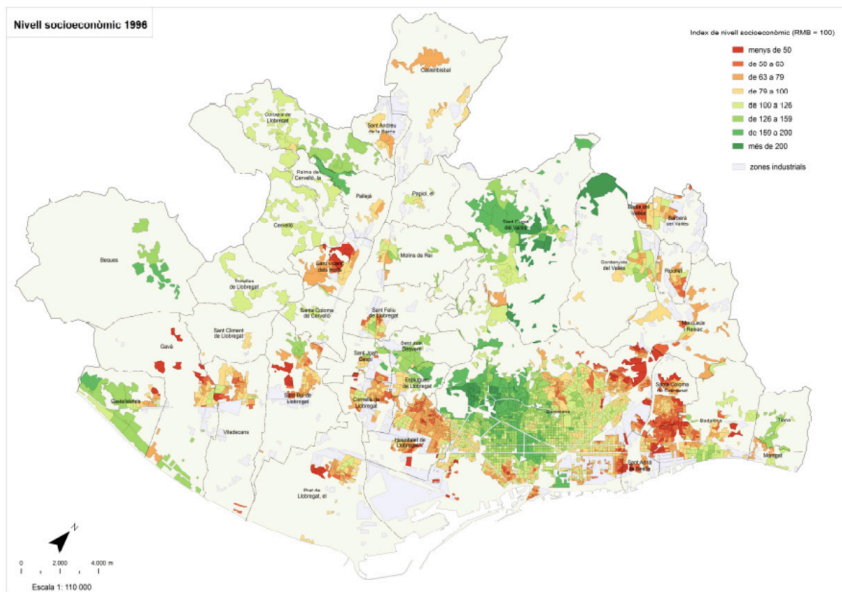 Nivell socioeconòmic 1996
Index de nivell socioeconòmic (RMB = 100)
menys de 50
de 50 a 63
de 63 a 79
de 79 a 100
de 100 a 126
de 126 a 159
de 160 a 200
més de 200
zones industrials
Castellbisbal
Corbera de
Llobregat
Sant Andreu
de la Barca
Palma de
Cervelló, la
Pallejà
Papiol, el
Sant Cugat
del Vallès
Badia del
Vallès
Barberà
del Vallès
Cervelló
Begues
Molins de Rei
Cerdanyola
del Vallès
Ripollet
Torrelles
de Llobregat
Santa Coloma
de Cervelló
Sant Feliu
de Llobregat
Montcada
i Reixac
Sant Climent
de Llobregat
Gavà
Sant Just
Desvern
Sant Joan
Despí
Esplugues
de Llobregat
Santa Coloma
de Gramenet
Castelldefels
Sant Boi de
Llobregat
Cornellà de
Llobregat
Barcelona
Badalona
Tiana
Viladecans
Hospitalet de
Llobregat
Montgat
Sant Adrià
de Besòs
Prat de
Llobregat, el
N
0
2.000
4.000 m
Escala 1: 110 000